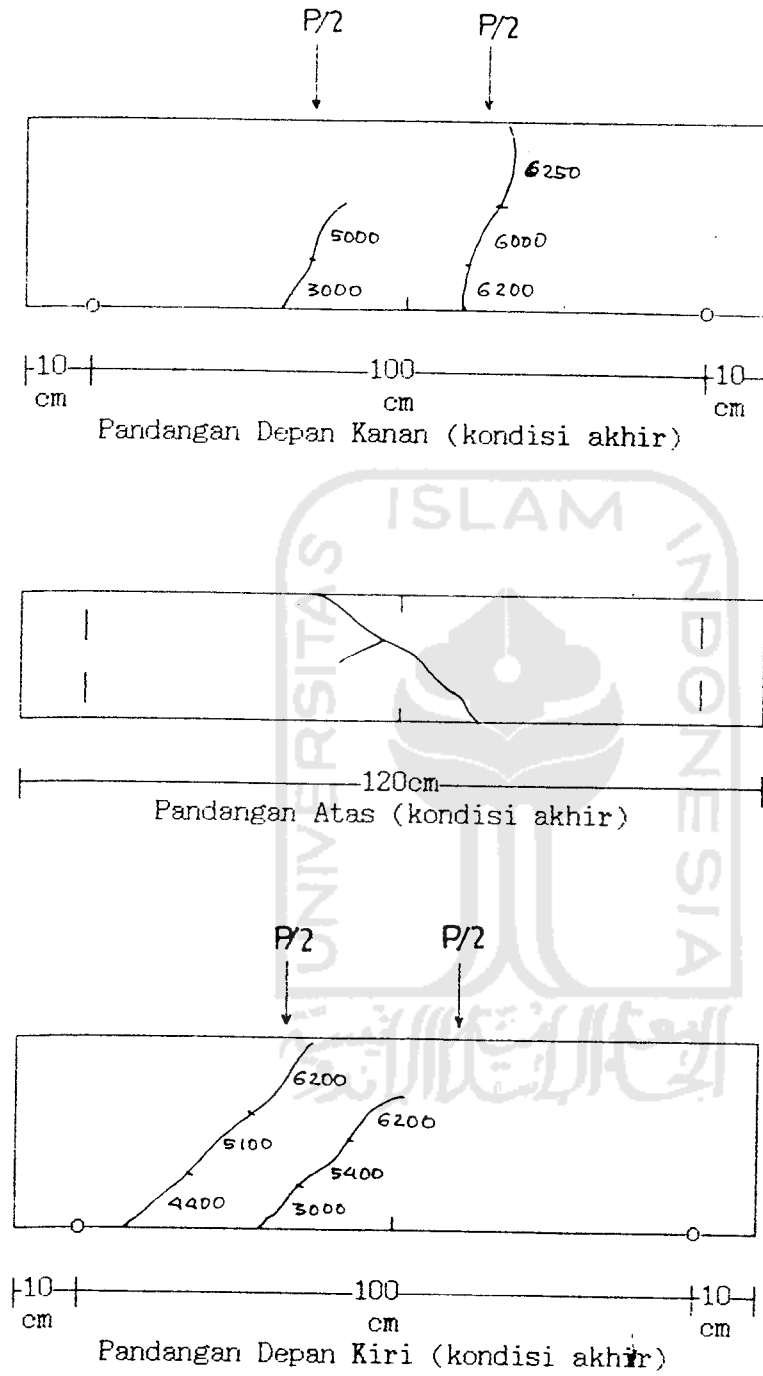 P/2 P/2
6250
5000 6000
3000 6200
10 100 10
cm cm cm
Pandangan Depan Kanan (kondisi akhir)
UNIVERSITAS ISLAM INDONESIA
120cm
Pandangan Atas (kondisi akhir)
P/2 P/2
6200
6200
5100
5400
4400 3000
10 100 10
cm cm cm
Pandangan Depan Kiri (kondisi akhir)